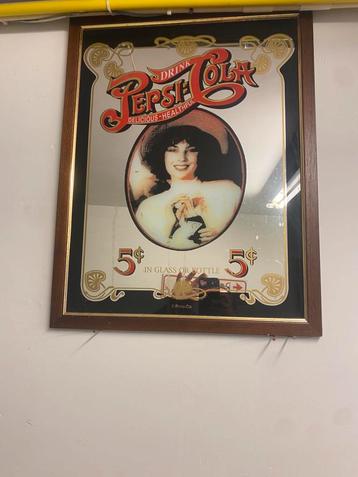 DRINK
PEPSI-COLA
DELICIOUS - HEALTHFUL
5¢ 5¢
IN GLASS OR BOTTLE